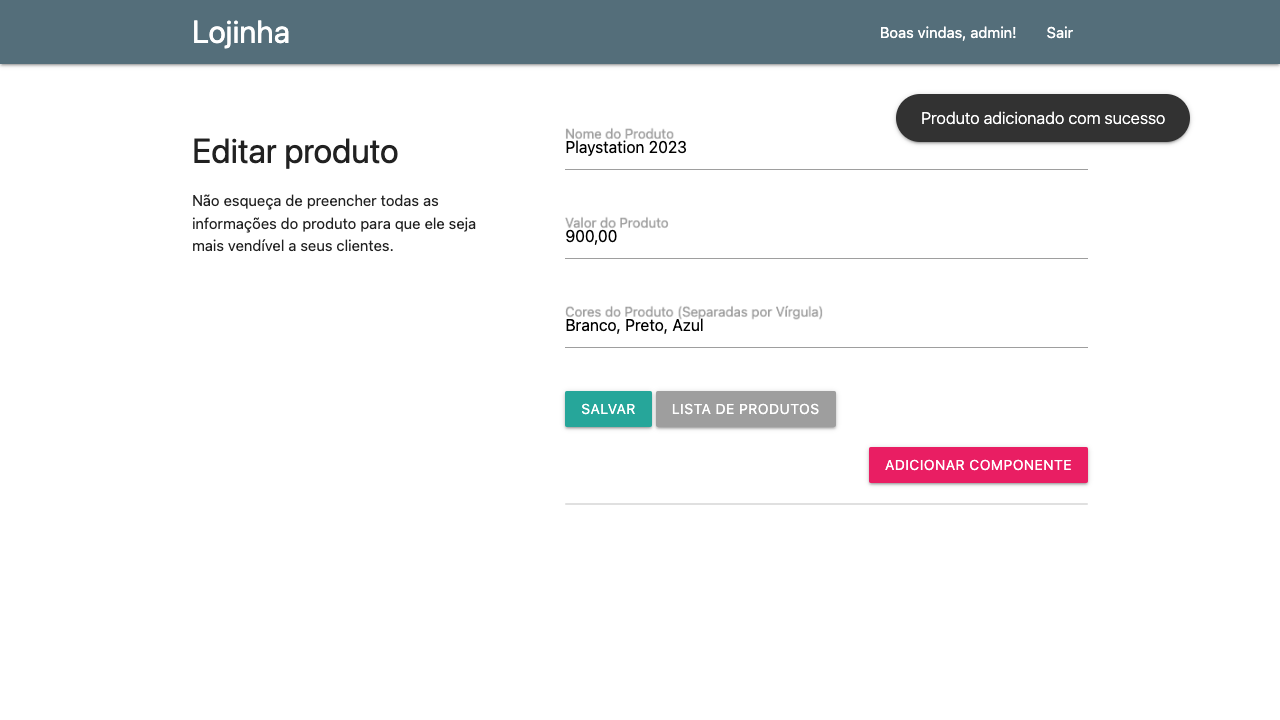 Lojinha
Boas vindas, admin!
Sair
Produto adicionado com sucesso
Editar produto
Não esqueça de preencher todas as
informações do produto para que ele seja
mais vendível a seus clientes.
Nome do Produto
Playstation 2023
Valor do Produto
900,00
Cores do Produto (Separadas por Vírgula)
Branco, Preto, Azul
SALVAR
LISTA DE PRODUTOS
ADICIONAR COMPONENTE